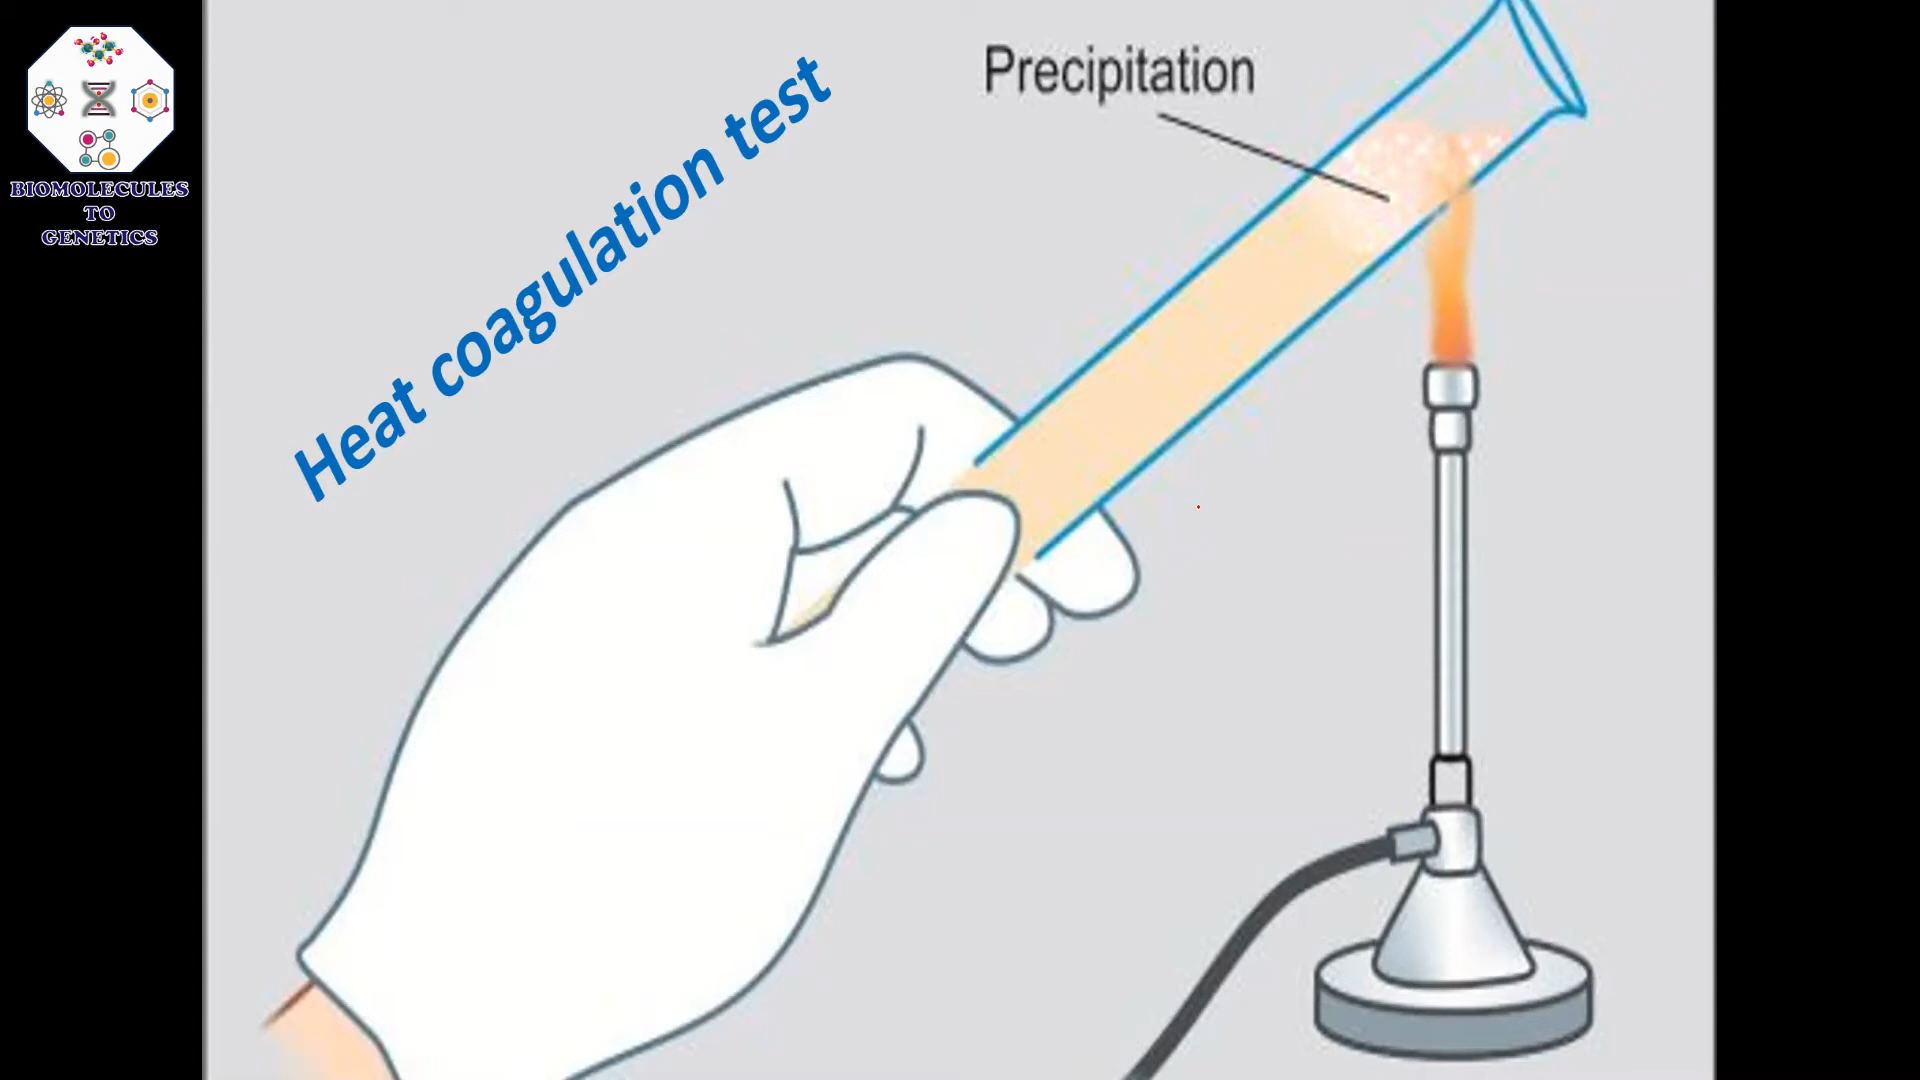 BIOMOLECULES
TO
GENETICS
Heat coagulation test
Precipitation